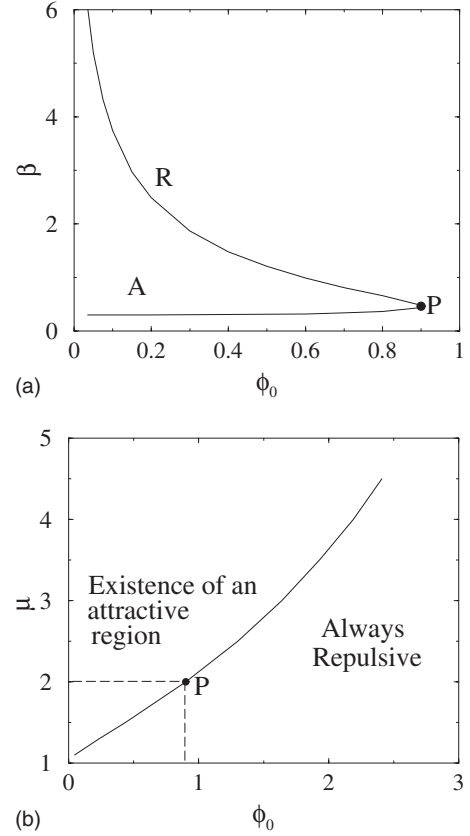 6
4
β
R
2
A
P
0
0 0.2 0.4 0.6 0.8 1
(a)
ϕ₀
5
4
Existence of an
attractive
region
μ
3
Always
Repulsive
2
P
1
0 1 2 3
(b)
ϕ₀